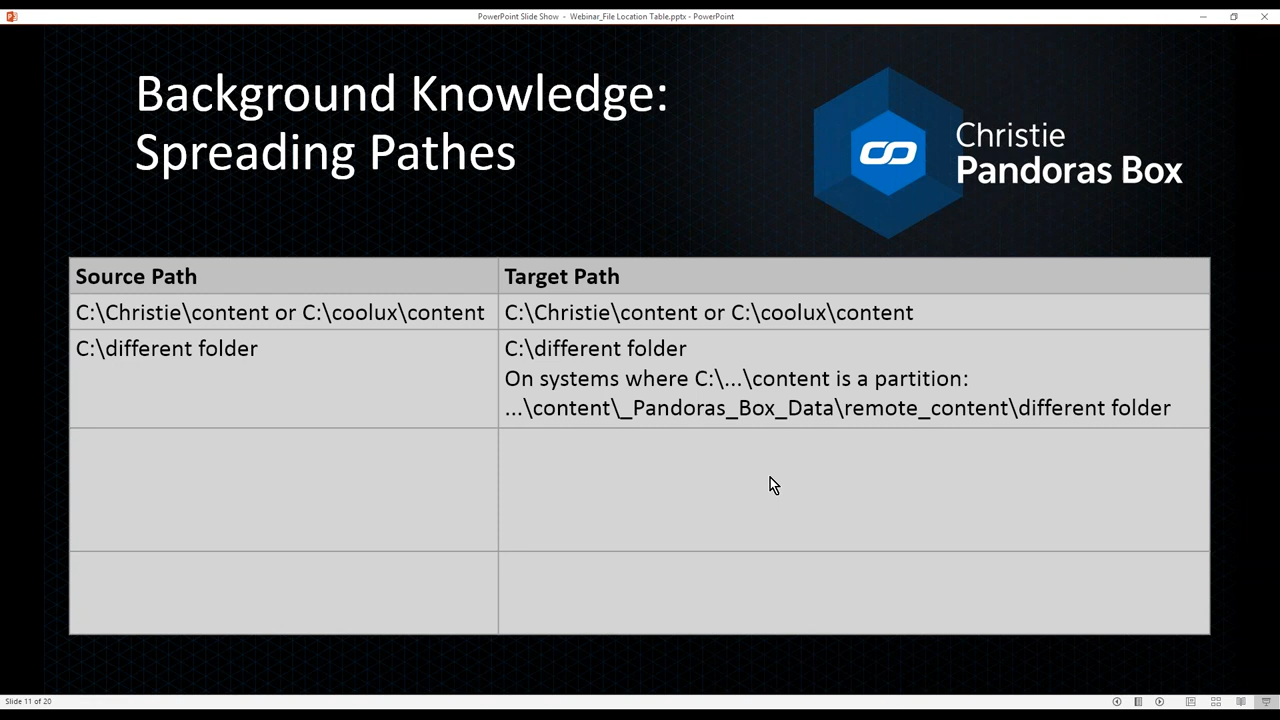 PowerPoint Slide Show - Webinar_File Location Table.pptx - PowerPoint
Background Knowledge:
Spreading Pathes
Christie
Pandoras Box
Source Path
Target Path
C:\Christie\content or C:\coolux\content
C:\Christie\content or C:\coolux\content
C:\different folder
C:\different folder
On systems where C:\...\content is a partition:
...\content\_Pandoras_Box_Data\remote_content\different folder
Slide 11 of 20